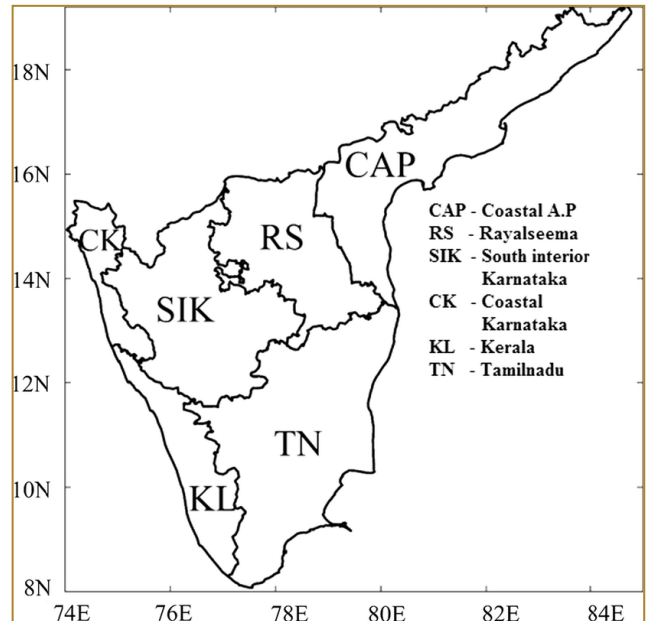 18N
16N
14N
12N
10N
8N
74E 76E 78E 80E 82E 84E
CAP
CK
RS
SIK
TN
KL
CAP - Coastal A.P
RS - Rayalseema
SIK - South interior
Karnataka
CK - Coastal
Karnataka
KL - Kerala
TN - Tamilnadu